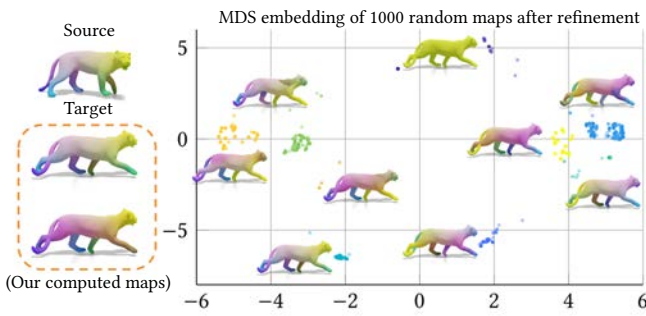 Source
Target
(Our computed maps)
MDS embedding of 1000 random maps after refinement
5
0
−5
−6 −4 −2 0 2 4 6